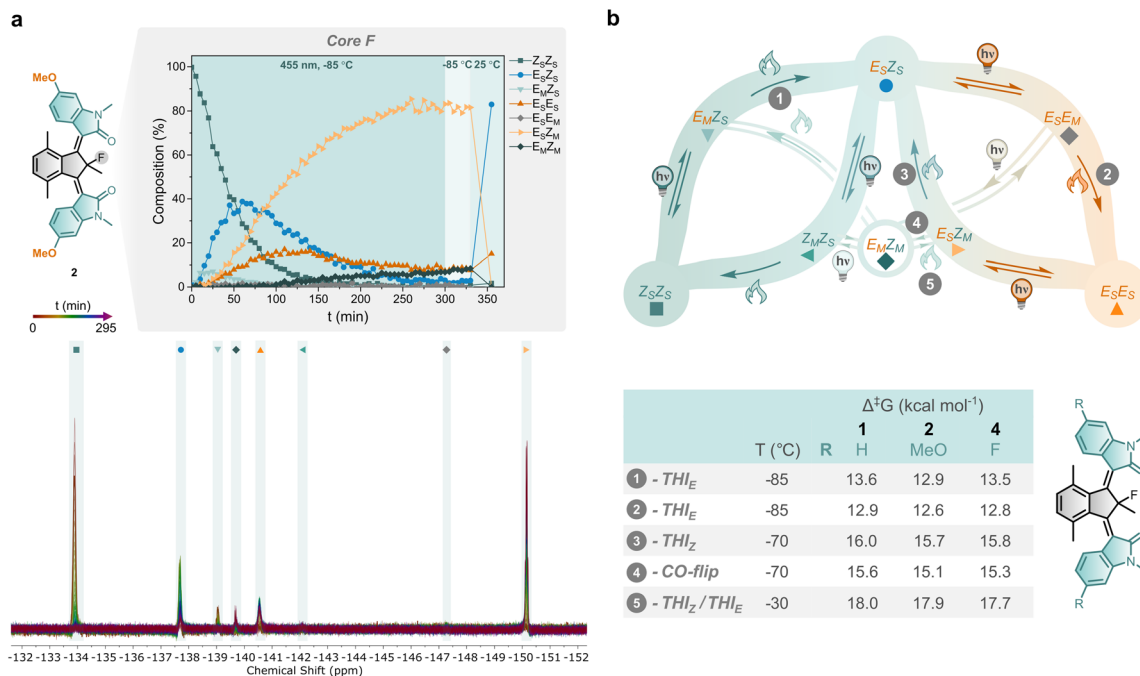 a
Core F
MeO
N
O
F
O
N
MeO
2
t (min)
0 295
Composition (%)
100
80
60
40
20
0
455 nm, -85 °C
-85 °C
25 °C
0 50 100 150 200 250 300 350
t (min)
ZSZS
ESZS
EMZS
ESES
ESEM
ESZM
EMZM
-132 -133 -134 -135 -136 -137 -138 -139 -140 -141 -142 -143 -144 -145 -146 -147 -148 -149 -150 -151 -152
Chemical Shift (ppm)
b
ESZS
hν
1
EMZS
ESEM
hν
hν
hν
3
2
4
ZMZS
EMZM
ESZM
hν
5
hν
ZSZS
ESES
Δ‡G (kcal mol-1)
1 2 4
T (°C) R H MeO F
1 - THIE -85 13.6 12.9 13.5
2 - THIE -85 12.9 12.6 12.8
3 - THIZ -70 16.0 15.7 15.8
4 - CO-flip -70 15.6 15.1 15.3
5 - THIZ / THIE -30 18.0 17.9 17.7
R
N
F
N
R